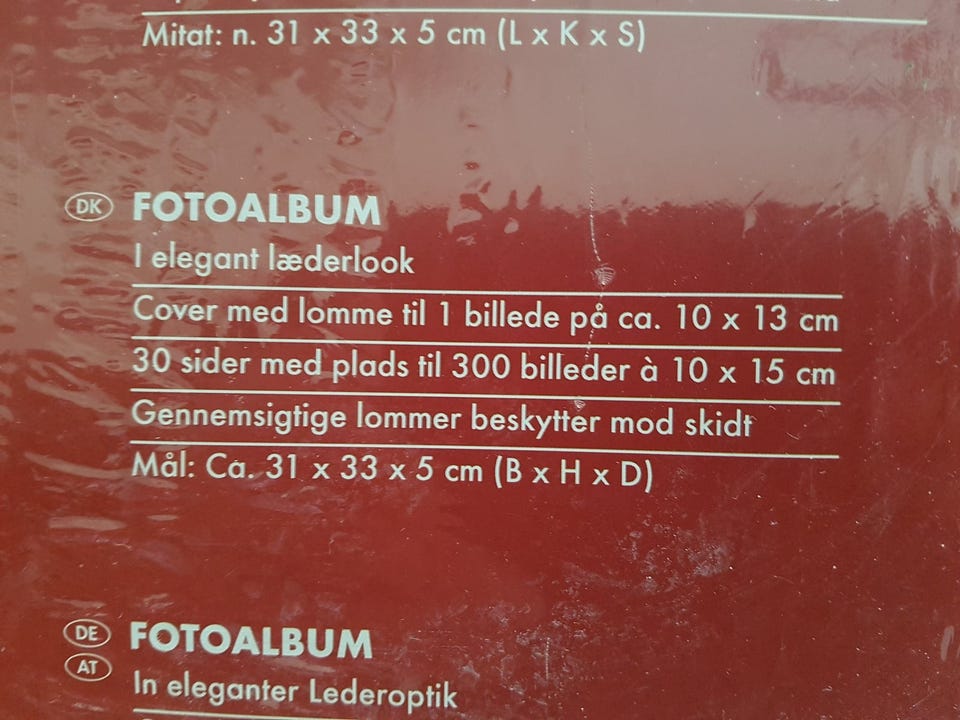 Mitat: n. 31 x 33 x 5 cm (L x K x S)
DK FOTOALBUM
I elegant læderlook
Cover med lomme til 1 billede på ca. 10 x 13 cm
30 sider med plads til 300 billeder à 10 x 15 cm
Gennemsigtige lommer beskytter mod skidt
Mål: Ca. 31 x 33 x 5 cm (B x H x D)
DE FOTOALBUM
AT
In eleganter Lederoptik